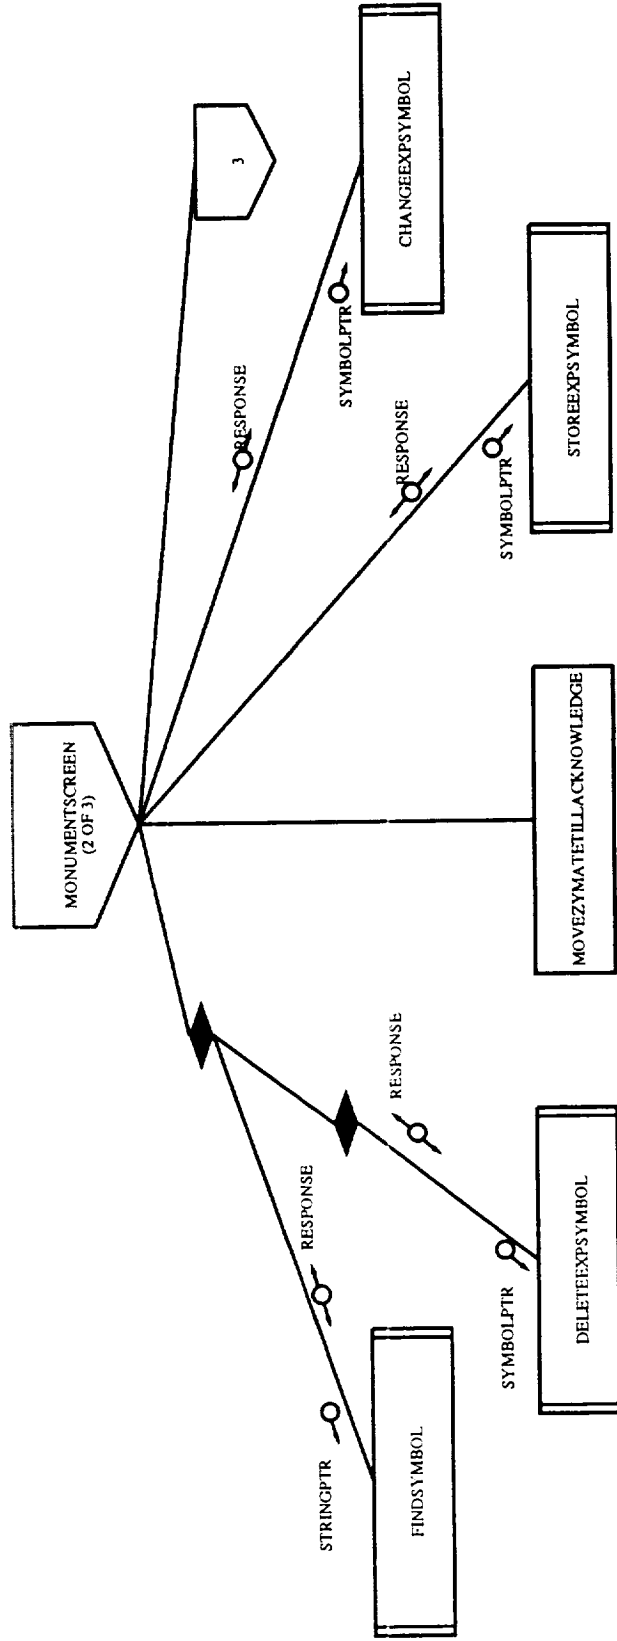 MONUMENTSCREEN
(2 OF 3)
3
RESPONSE
STRINGPTR
FINDSYMBOL
RESPONSE
SYMBOLPTR
DELETEEXPSYMBOL
MOVEZYMATETILLACKNOWLEDGE
RESPONSE
SYMBOLPTR
STOREEXPSYMBOL
RESPONSE
SYMBOLPTR
CHANGEEXPSYMBOL